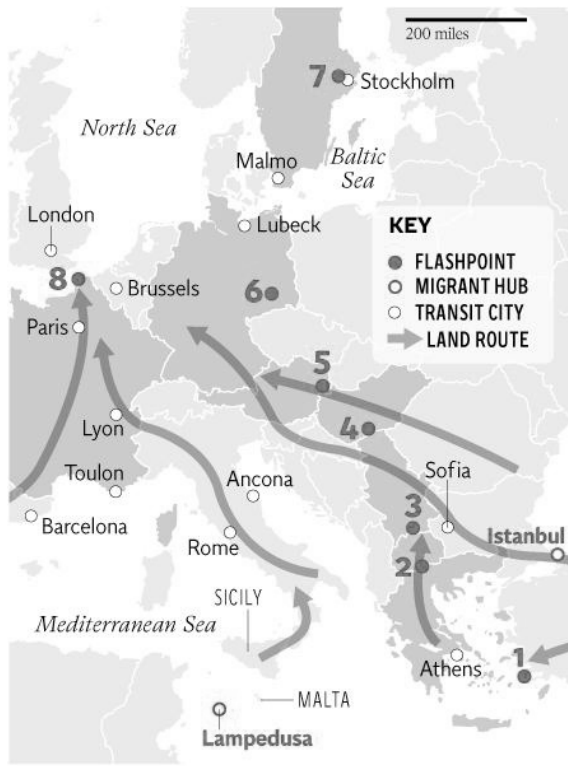 200 miles
7
Stockholm
North Sea
Baltic
Sea
Malmo
London
Lubeck
KEY
FLASHPOINT
MIGRANT HUB
TRANSIT CITY
LAND ROUTE
8
Brussels
6
Paris
5
Lyon
4
Toulon
Ancona
Sofia
3
Barcelona
Istanbul
Rome
2
SICILY
Mediterranean Sea
Athens
1
MALTA
Lampedusa